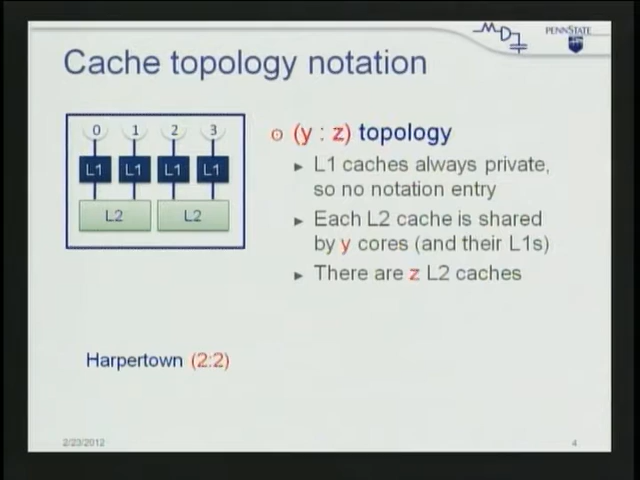 PENNSTATE
Cache topology notation
0 1 2 3
L1 L1 L1 L1
L2 L2
(y : z) topology
L1 caches always private,
so no notation entry
Each L2 cache is shared
by y cores (and their L1s)
There are z L2 caches
Harpertown (2:2)
2/23/2012
4